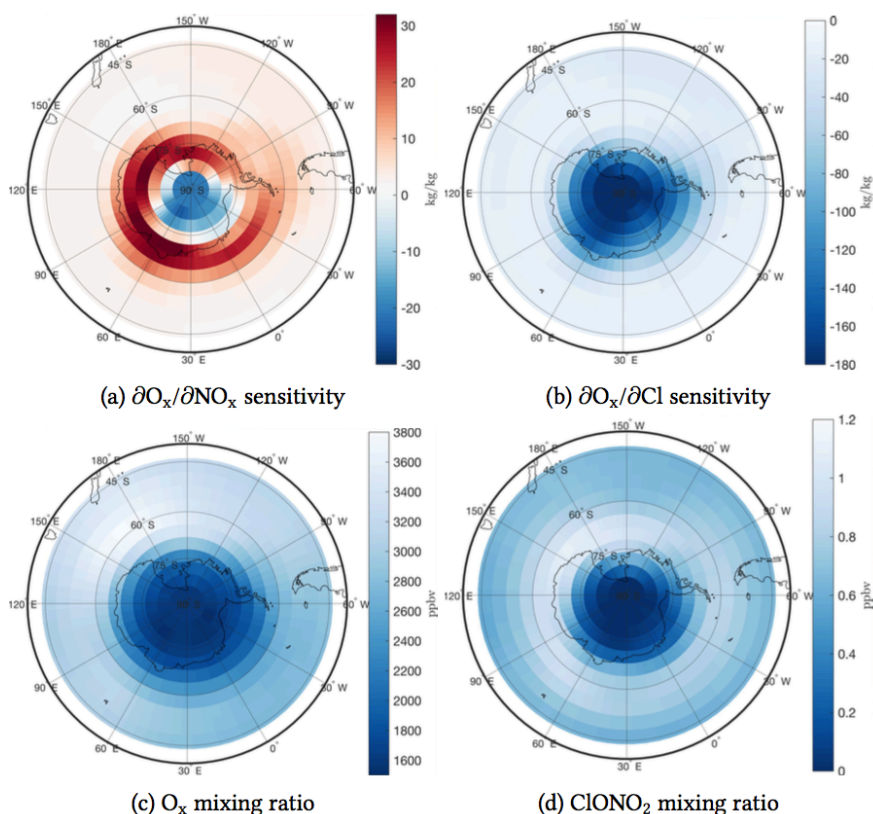 150° W
180° E
120° W
45° S
150° E
60° S
90° W
75° S
120° E
90° S
60° W
90° E
30° W
60° E
0°
30° E
30
20
10
0
-10
-20
-30
kg/kg
(a) ∂Oₓ/∂NOₓ sensitivity
150° W
180° E
120° W
45° S
150° E
60° S
90° W
75° S
120° E
60° W
90° E
30° W
60° E
0°
30° E
0
-20
-40
-60
-80
-100
-120
-140
-160
-180
kg/kg
(b) ∂Oₓ/∂Cl sensitivity
150° W
180° E
120° W
45° S
150° E
60° S
90° W
75° S
120° E
60° W
90° E
30° W
60° E
0°
30° E
3800
3600
3400
3200
3000
2800
2600
2400
2200
2000
1800
1600
ppbv
(c) Oₓ mixing ratio
150° W
180° E
120° W
45° S
150° E
60° S
90° W
75° S
120° E
60° W
90° E
30° W
60° E
0°
30° E
1.2
1
0.8
0.6
0.4
0.2
0
ppbv
(d) ClONO₂ mixing ratio